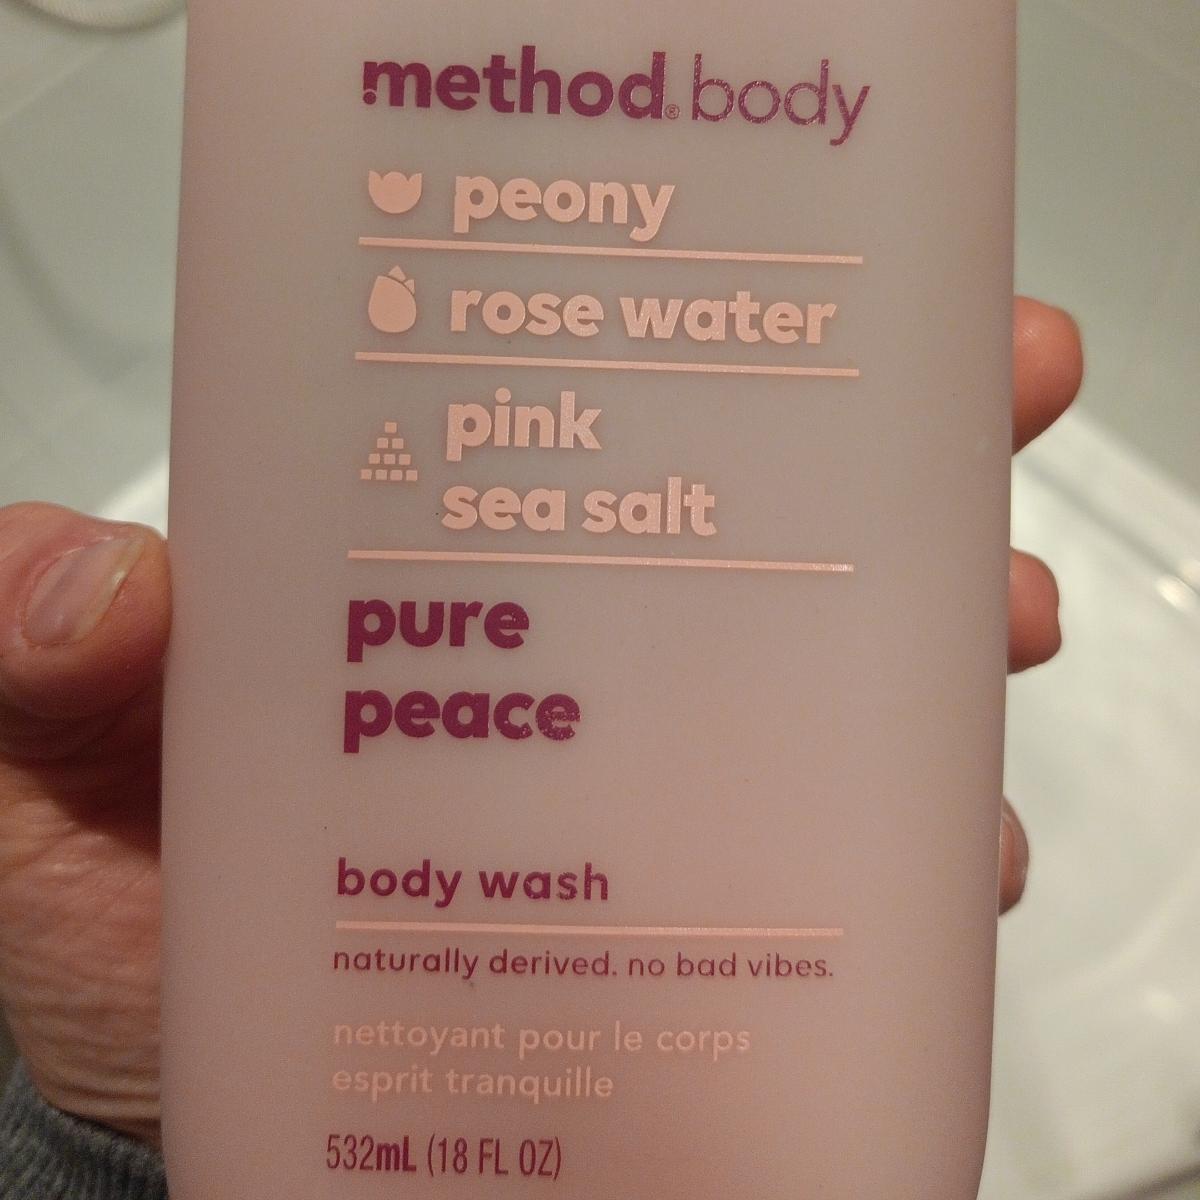 method® body
peony
rose water
pink
sea salt
pure
peace
body wash
naturally derived. no bad vibes.
nettoyant pour le corps
esprit tranquille
532mL (18 FL OZ)